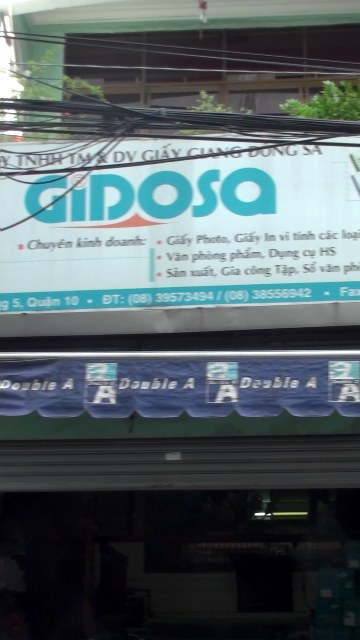 Y TNHH TM & DV GIẤY GIANG ĐÔNG SA
GiDOSa
Chuyên kinh doanh:
Giấy Photo, Giấy In vi tính các loại
Văn phòng phẩm, Dụng cụ HS
Sản xuất, Gia công Tập, Sổ văn ph
g 5, Quận 10 • ĐT: (08) 39573494 / (08) 38556942 • Fax
Double A A Double A A Double A A